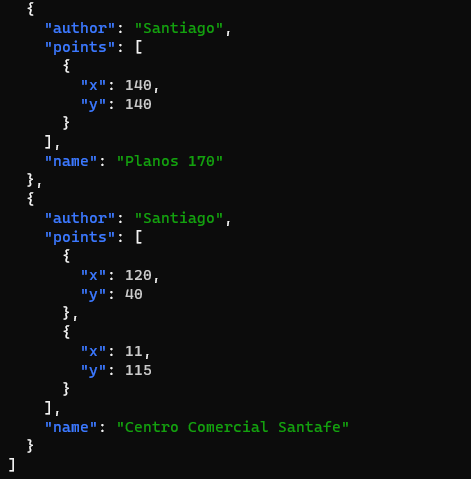 {
    "author": "Santiago",
    "points": [
      {
        "x": 140,
        "y": 140
      }
    ],
    "name": "Planos 170"
  },
  {
    "author": "Santiago",
    "points": [
      {
        "x": 120,
        "y": 40
      },
      {
        "x": 11,
        "y": 115
      }
    ],
    "name": "Centro Comercial Santafe"
  }
]